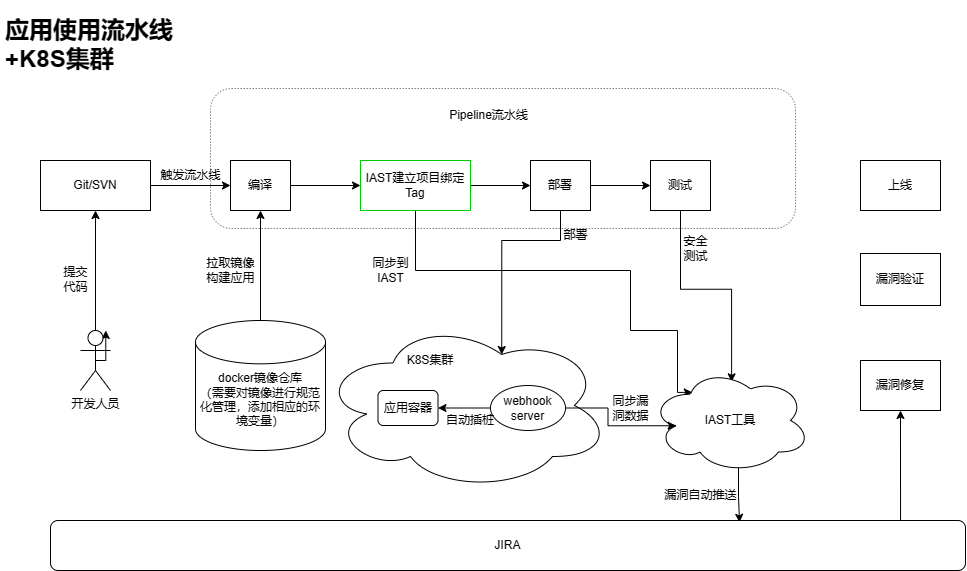 应用使用流水线
+K8S集群
Pipeline流水线
Git/SVN
触发流水线
编译
IAST建立项目绑定
Tag
部署
测试
上线
部署
安全
测试
拉取镜像
构建应用
同步到
IAST
提交
代码
漏洞验证
开发人员
docker镜像仓库
（需要对镜像进行规范
化管理，添加相应的环
境变量）
K8S集群
应用容器
自动插桩
webhook
server
同步漏
洞数据
IAST工具
漏洞修复
漏洞自动推送
JIRA